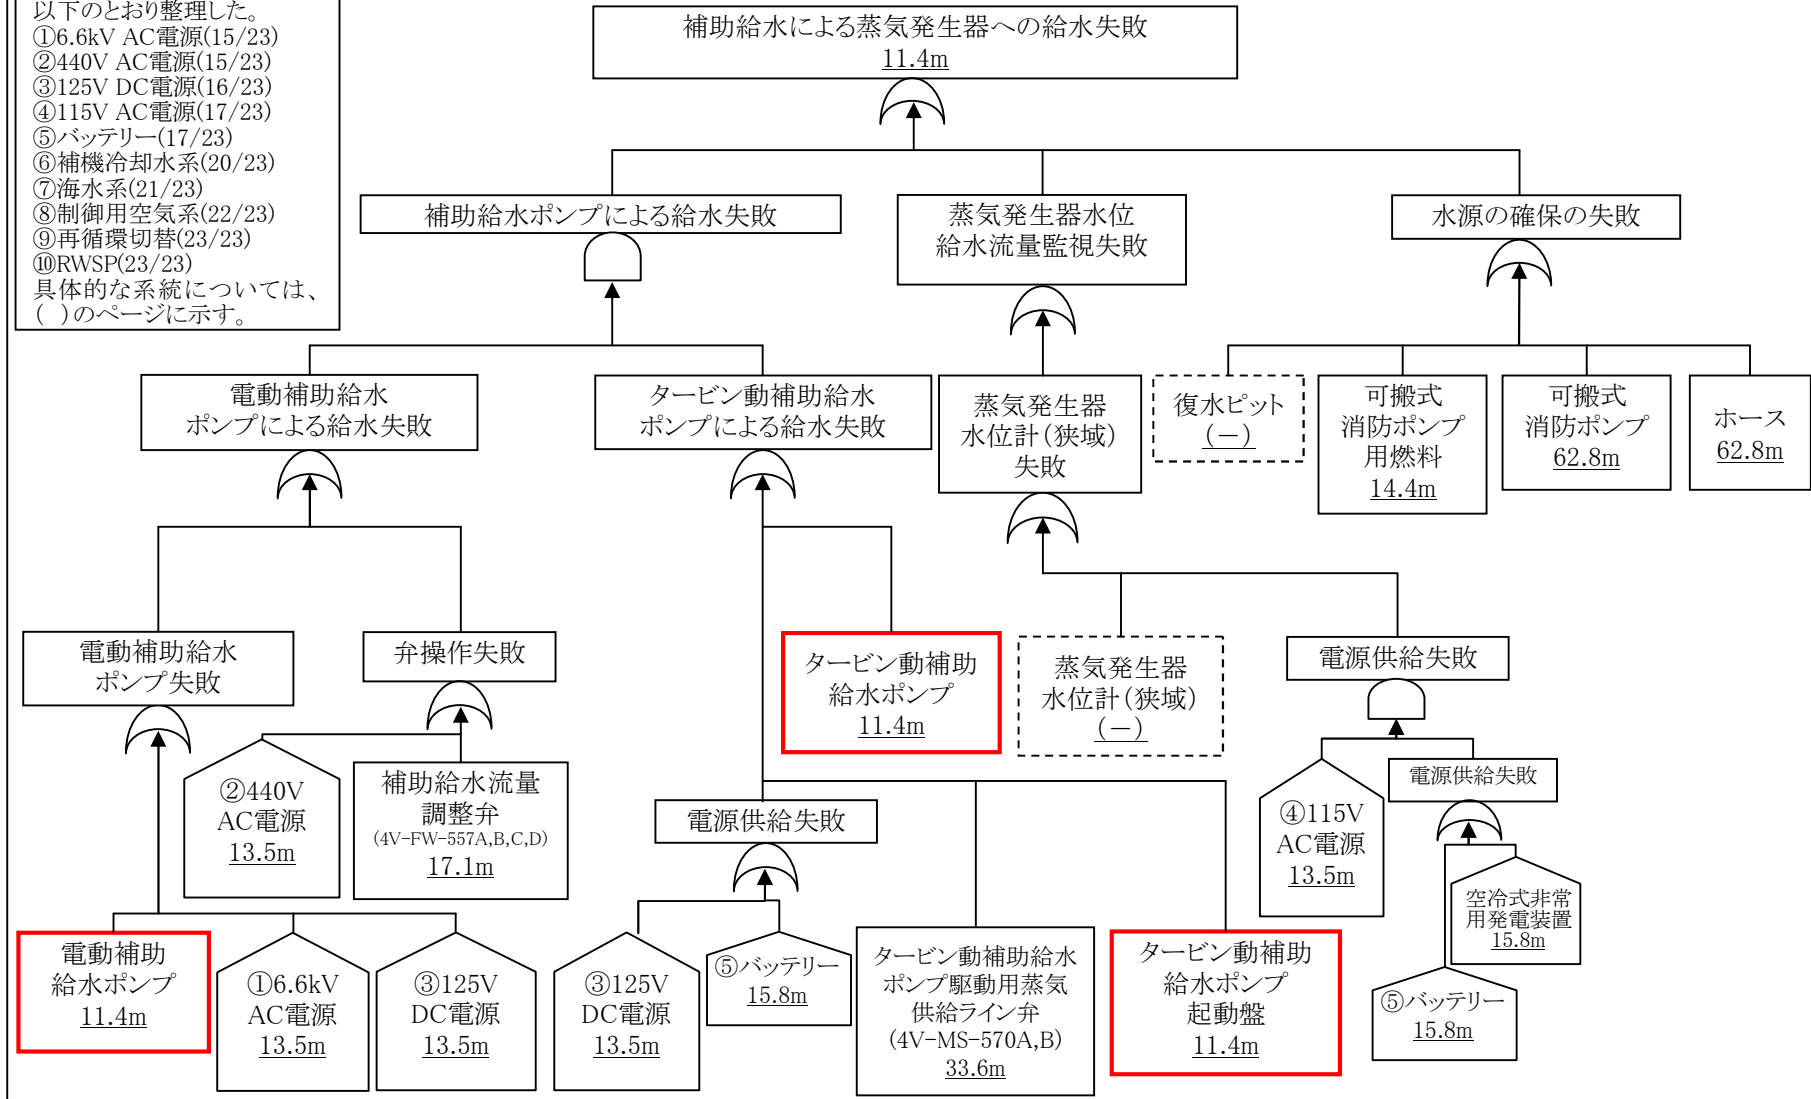 以下のとおり整理した。
①6.6kV AC電源(15/23)
②440V AC電源(15/23)
③125V DC電源(16/23)
④115V AC電源(17/23)
⑤バッテリー(17/23)
⑥補機冷却水系(20/23)
⑦海水系(21/23)
⑧制御用空気系(22/23)
⑨再循環切替(23/23)
⑩RWSP(23/23)
具体的な系統については、
( )のページに示す。
補助給水による蒸気発生器への給水失敗
11.4m
補助給水ポンプによる給水失敗
蒸気発生器水位
給水流量監視失敗
水源の確保の失敗
電動補助給水
ポンプによる給水失敗
タービン動補助給水
ポンプによる給水失敗
蒸気発生器
水位計(狭域)
失敗
復水ピット
(－)
可搬式
消防ポンプ
用燃料
14.4m
可搬式
消防ポンプ
62.8m
ホース
62.8m
電動補助給水
ポンプ失敗
弁操作失敗
タービン動補助
給水ポンプ
11.4m
蒸気発生器
水位計(狭域)
(－)
電源供給失敗
②440V
AC電源
13.5m
補助給水流量
調整弁
(4V-FW-557A,B,C,D)
17.1m
電源供給失敗
④115V
AC電源
13.5m
電源供給失敗
空冷式非常
用発電装置
15.8m
電動補助
給水ポンプ
11.4m
①6.6kV
AC電源
13.5m
③125V
DC電源
13.5m
③125V
DC電源
13.5m
⑤バッテリー
15.8m
タービン動補助給水
ポンプ駆動用蒸気
供給ライン弁
(4V-MS-570A,B)
33.6m
タービン動補助
給水ポンプ
起動盤
11.4m
⑤バッテリー
15.8m